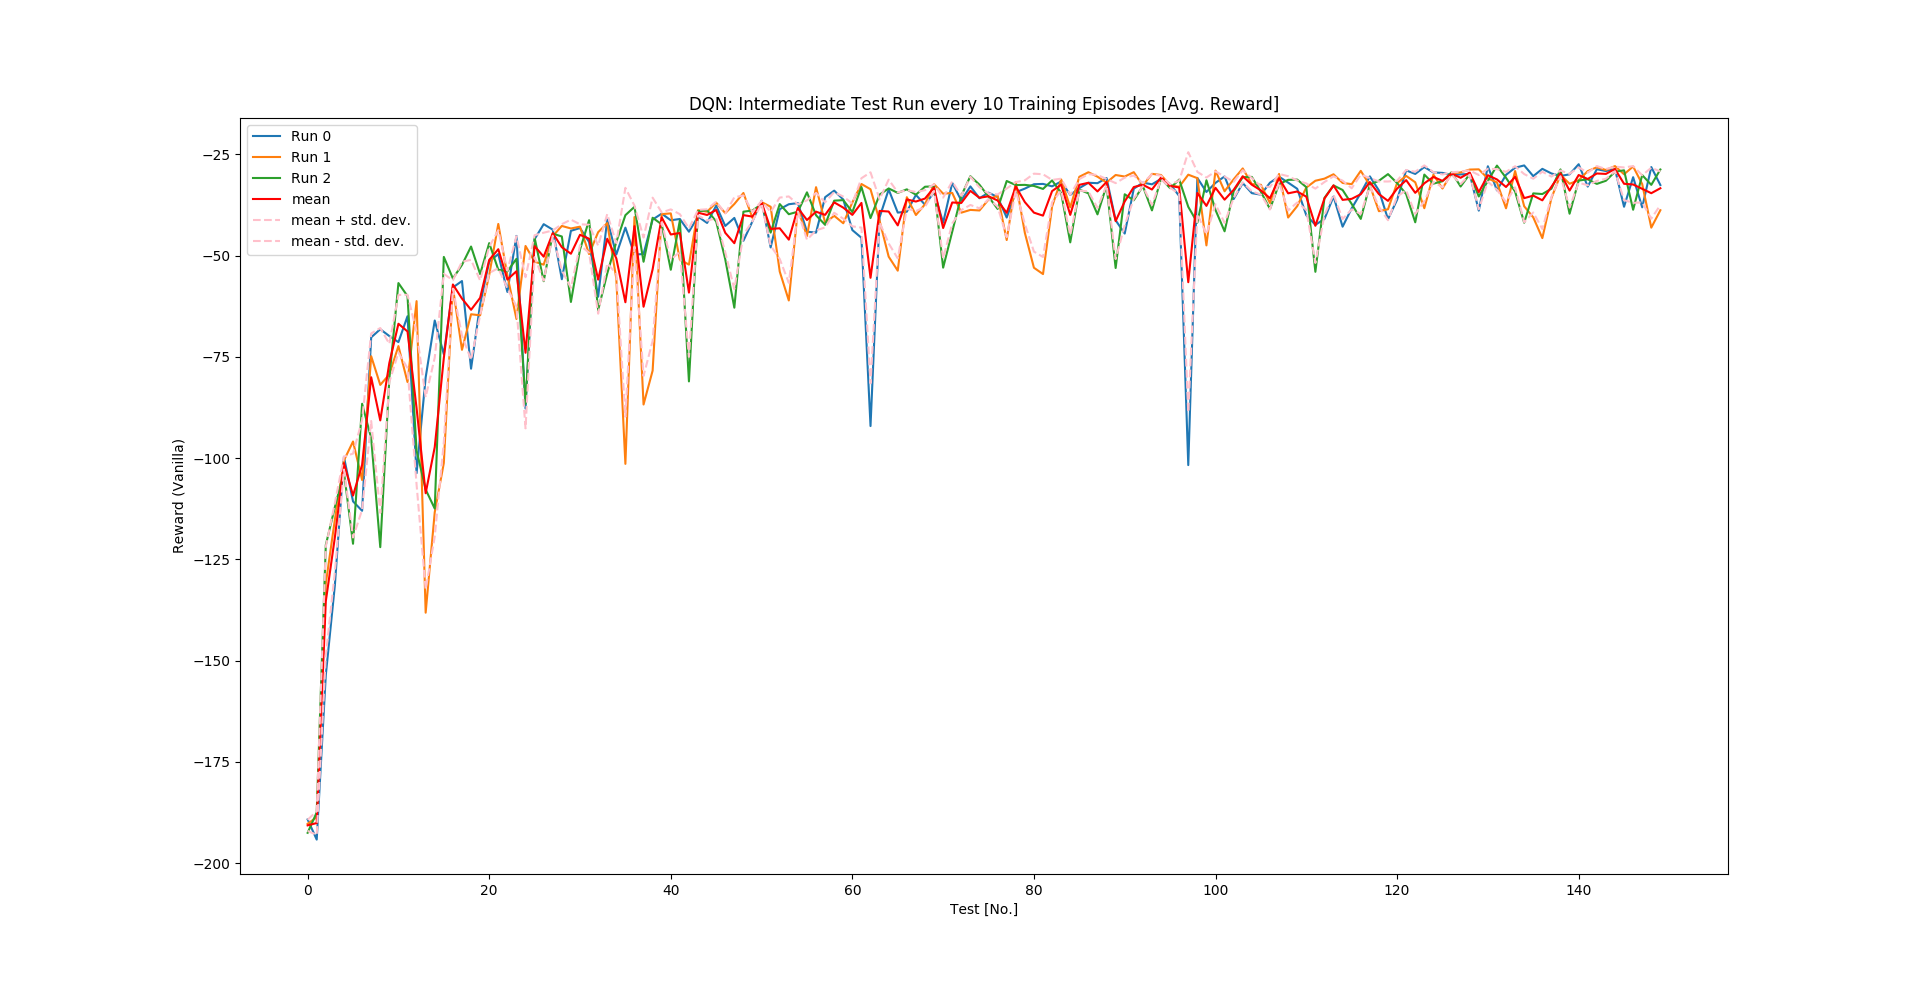 DQN: Intermediate Test Run every 10 Training Episodes [Avg. Reward]
Run 0
Run 1
Run 2
mean
mean + std. dev.
mean - std. dev.
Reward (Vanilla)
−25
−50
−75
−100
−125
−150
−175
−200
0 20 40 60 80 100 120 140
Test [No.]